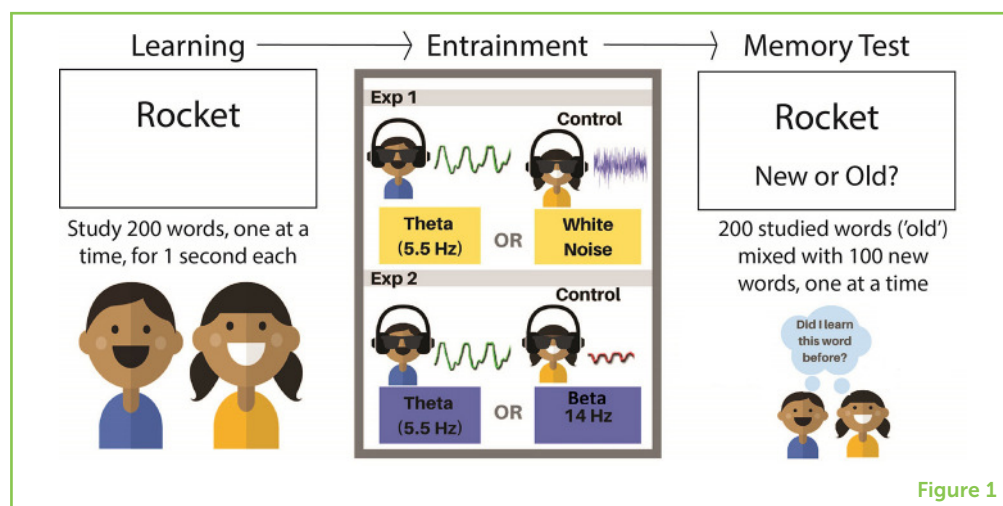 Learning Entrainment Memory Test
Rocket
Study 200 words, one at a
time, for 1 second each
Exp 1
Control
Theta
(5.5 Hz)
OR
White
Noise
Exp 2
Control
Theta
(5.5 Hz)
OR
Beta
14 Hz
Rocket
New or Old?
200 studied words ('old')
mixed with 100 new
words, one at a time
Did I learn
this word
before?
Figure 1